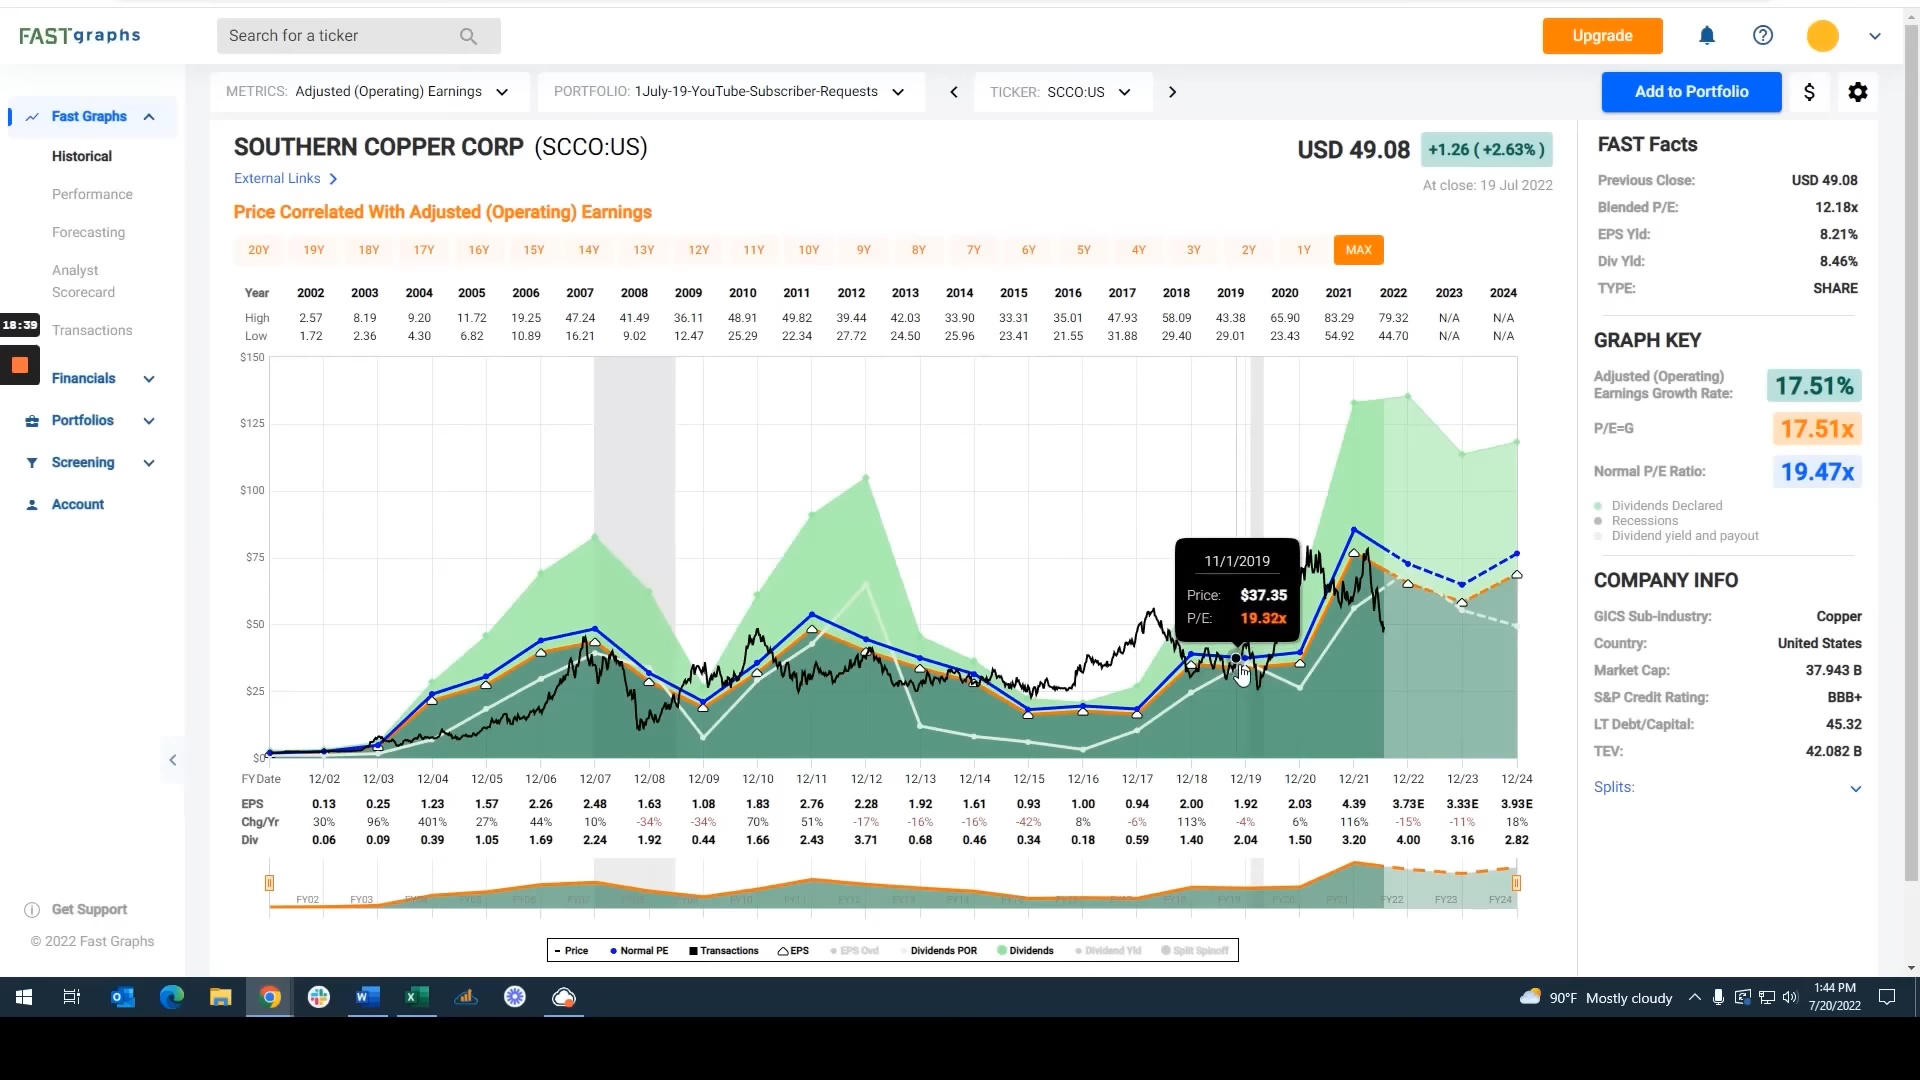 FASTgraphs
Search for a ticker
Upgrade
METRICS: Adjusted (Operating) Earnings
PORTFOLIO: 1July-19-YouTube-Subscriber-Requests
TICKER: SCCO:US
Add to Portfolio
$
Fast Graphs
Historical
Performance
Forecasting
Analyst
Scorecard
Transactions
18:39
Financials
Portfolios
Screening
Account
Get Support
© 2022 Fast Graphs
SOUTHERN COPPER CORP (SCCO:US)
External Links
USD 49.08 +1.26 ( +2.63% )
At close: 19 Jul 2022
Price Correlated With Adjusted (Operating) Earnings
20Y 19Y 18Y 17Y 16Y 15Y 14Y 13Y 12Y 11Y 10Y 9Y 8Y 7Y 6Y 5Y 4Y 3Y 2Y 1Y MAX
Year 2002 2003 2004 2005 2006 2007 2008 2009 2010 2011 2012 2013 2014 2015 2016 2017 2018 2019 2020 2021 2022 2023 2024
High 2.57 8.19 9.20 11.72 19.25 47.24 41.49 36.11 48.91 49.82 39.44 42.03 33.90 33.31 35.01 47.93 58.09 43.38 65.90 83.29 79.32 N/A N/A
Low 1.72 2.36 4.30 6.82 10.89 16.21 9.02 12.47 25.29 22.34 27.72 24.50 25.96 23.41 21.55 31.88 29.40 29.01 23.43 54.92 44.70 N/A N/A
$150
$125
$100
$75
$50
$25
$0
11/1/2019
Price: $37.35
P/E: 19.32x
FY Date 12/02 12/03 12/04 12/05 12/06 12/07 12/08 12/09 12/10 12/11 12/12 12/13 12/14 12/15 12/16 12/17 12/18 12/19 12/20 12/21 12/22 12/23 12/24
EPS 0.13 0.25 1.23 1.57 2.26 2.48 1.63 1.08 1.83 2.76 2.28 1.92 1.61 0.93 1.00 0.94 2.00 1.92 2.03 4.39 3.73E 3.33E 3.93E
Chg/Yr 30% 96% 401% 27% 44% 10% -34% -34% 70% 51% -17% -16% -16% -42% 8% -6% 113% -4% 6% 116% -15% -11% 18%
Div 0.06 0.09 0.39 1.05 1.69 2.24 1.92 0.44 1.66 2.43 3.71 0.68 0.46 0.34 0.18 0.59 1.40 2.04 1.50 3.20 4.00 3.16 2.82
FY02 FY03 FY22 FY23 FY24
Price Normal PE Transactions EPS EPS Ovd Dividends POR Dividends Dividend Yld Split Spinoff
FAST Facts
Previous Close: USD 49.08
Blended P/E: 12.18x
EPS Yld: 8.21%
Div Yld: 8.46%
TYPE: SHARE
GRAPH KEY
Adjusted (Operating)
Earnings Growth Rate: 17.51%
P/E=G 17.51x
Normal P/E Ratio: 19.47x
Dividends Declared
Recessions
Dividend yield and payout
COMPANY INFO
GICS Sub-industry: Copper
Country: United States
Market Cap: 37.943 B
S&P Credit Rating: BBB+
LT Debt/Capital: 45.32
TEV: 42.082 B
Splits:
90°F Mostly cloudy
1:44 PM
7/20/2022